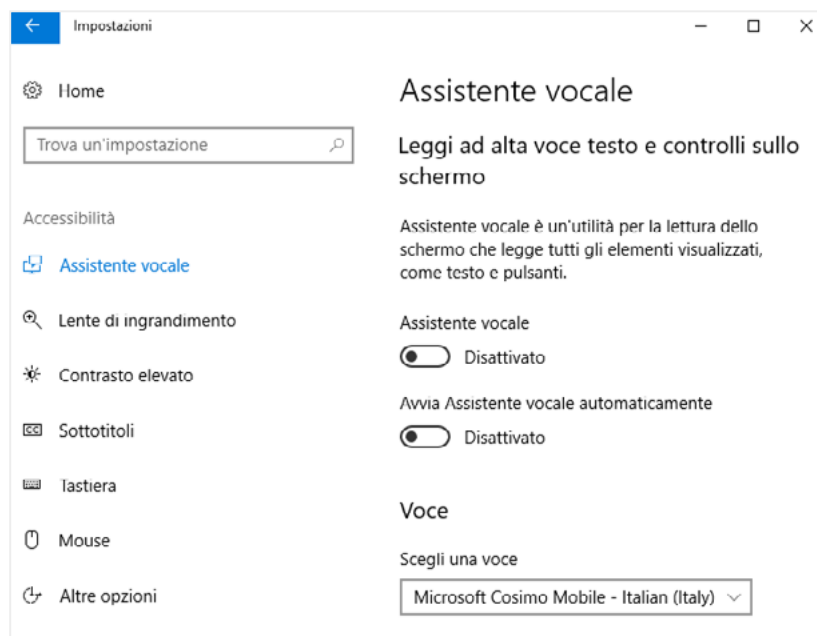 Impostazioni
Home
Trova un'impostazione
Accessibilità
Assistente vocale
Lente di ingrandimento
Contrasto elevato
CC Sottotitoli
Tastiera
Mouse
Altre opzioni
Assistente vocale
Leggi ad alta voce testo e controlli sullo
schermo
Assistente vocale è un'utilità per la lettura dello
schermo che legge tutti gli elementi visualizzati,
come testo e pulsanti.
Assistente vocale
Disattivato
Avvia Assistente vocale automaticamente
Disattivato
Voce
Scegli una voce
Microsoft Cosimo Mobile - Italian (Italy)